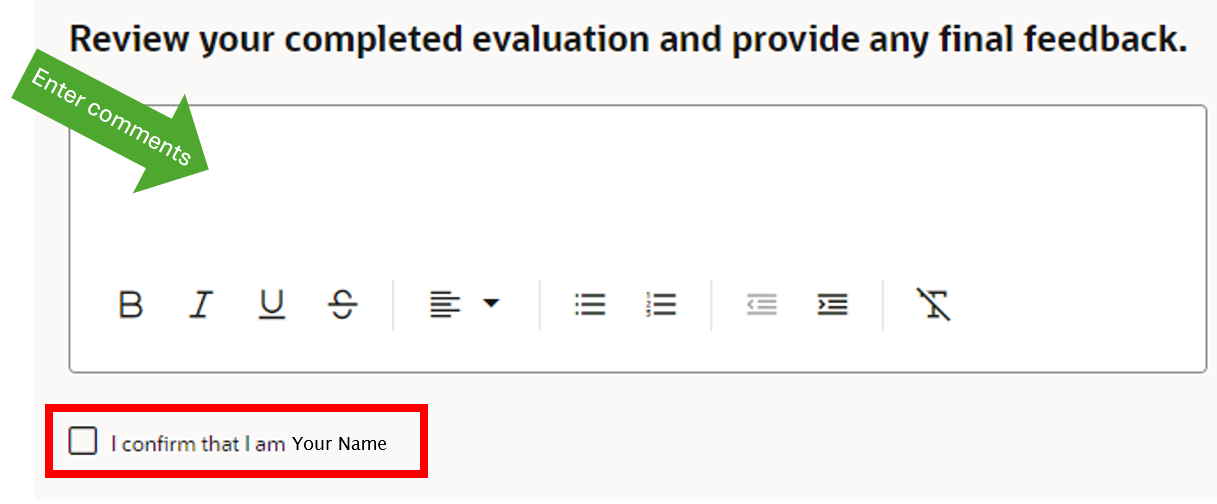 Review your completed evaluation and provide any final feedback.
Enter comments
B I U S
I confirm that I am Your Name